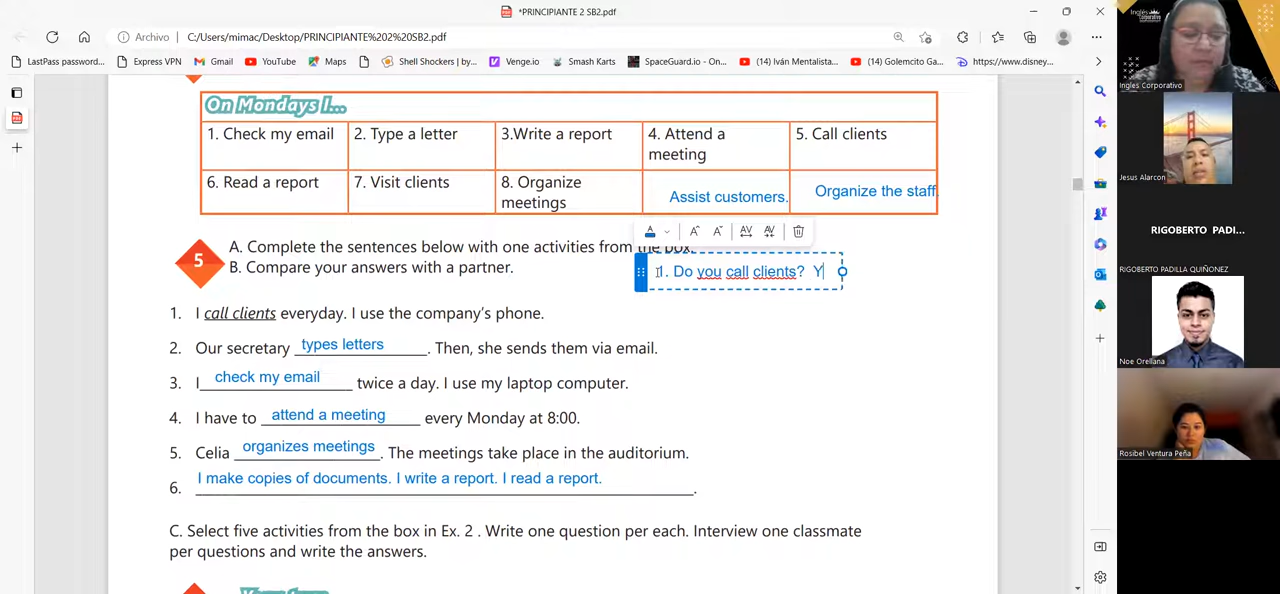 *PRINCIPIANTE 2 SB2.pdf
Archivo C:/Users/mimac/Desktop/PRINCIPIANTE%202%20SB2.pdf
LastPass password... Express VPN Gmail YouTube Maps Shell Shockers | by... Venge.io Smash Karts SpaceGuard.io - On... (14) Iván Mentalista... (14) Golemcito Ga... https://www.disney...
On Mondays I...
1. Check my email 2. Type a letter 3.Write a report 4. Attend a meeting 5. Call clients
6. Read a report 7. Visit clients 8. Organize meetings Assist customers. Organize the staff.
5
A. Complete the sentences below with one activities from the box.
B. Compare your answers with a partner.
1. Do you call clients? Y
1. I call clients everyday. I use the company's phone.
2. Our secretary types letters. Then, she sends them via email.
3. I check my email twice a day. I use my laptop computer.
4. I have to attend a meeting every Monday at 8:00.
5. Celia organizes meetings. The meetings take place in the auditorium.
6. I make copies of documents. I write a report. I read a report.
C. Select five activities from the box in Ex. 2 . Write one question per each. Interview one classmate
per questions and write the answers.
Inglés Corporativo
Ingles Corporativo
Jesus Alarcon
RIGOBERTO PADI...
RIGOBERTO PADILLA QUIÑONEZ
Noe Orellana
Rosibel Ventura Peña